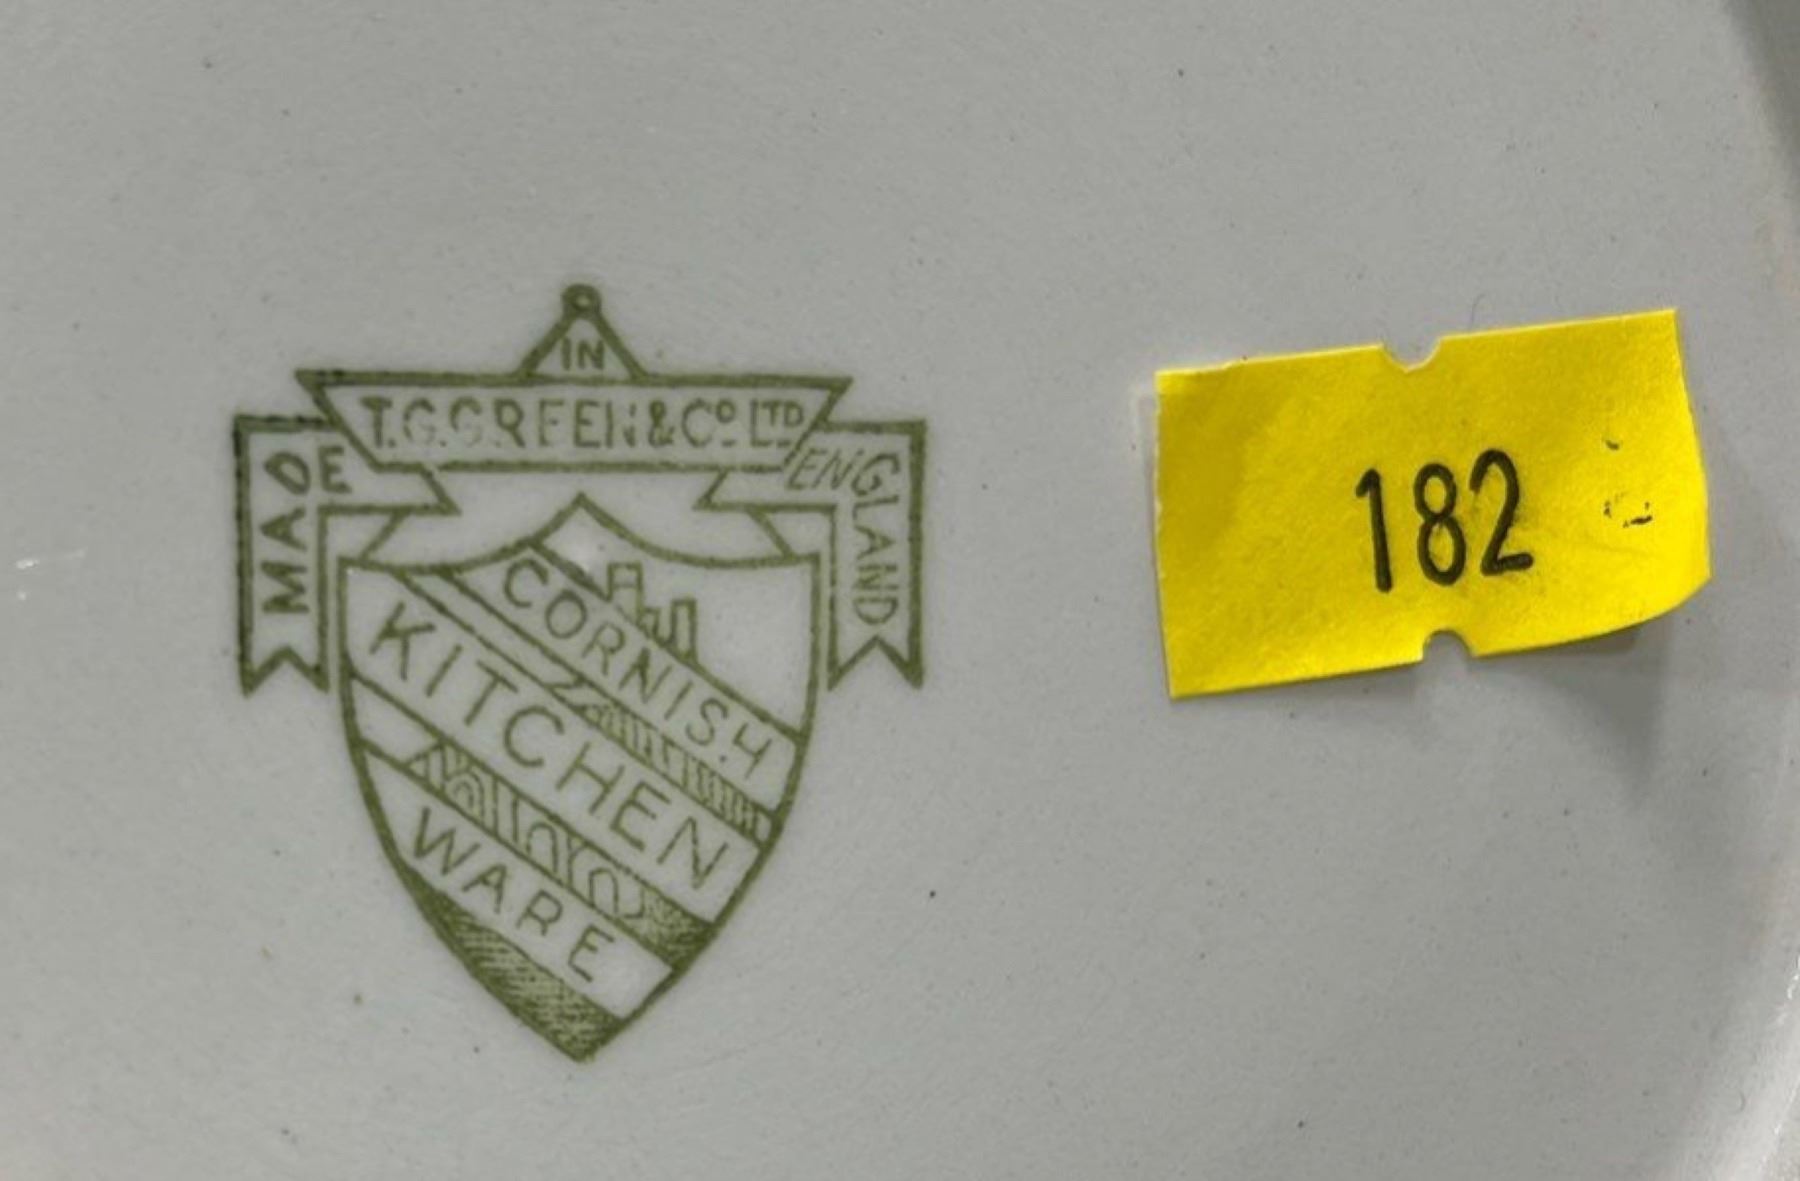 IN
T.G.GREEN & Cº LTD
MADE
ENGLAND
CORNISH
KITCHEN
WARE
182